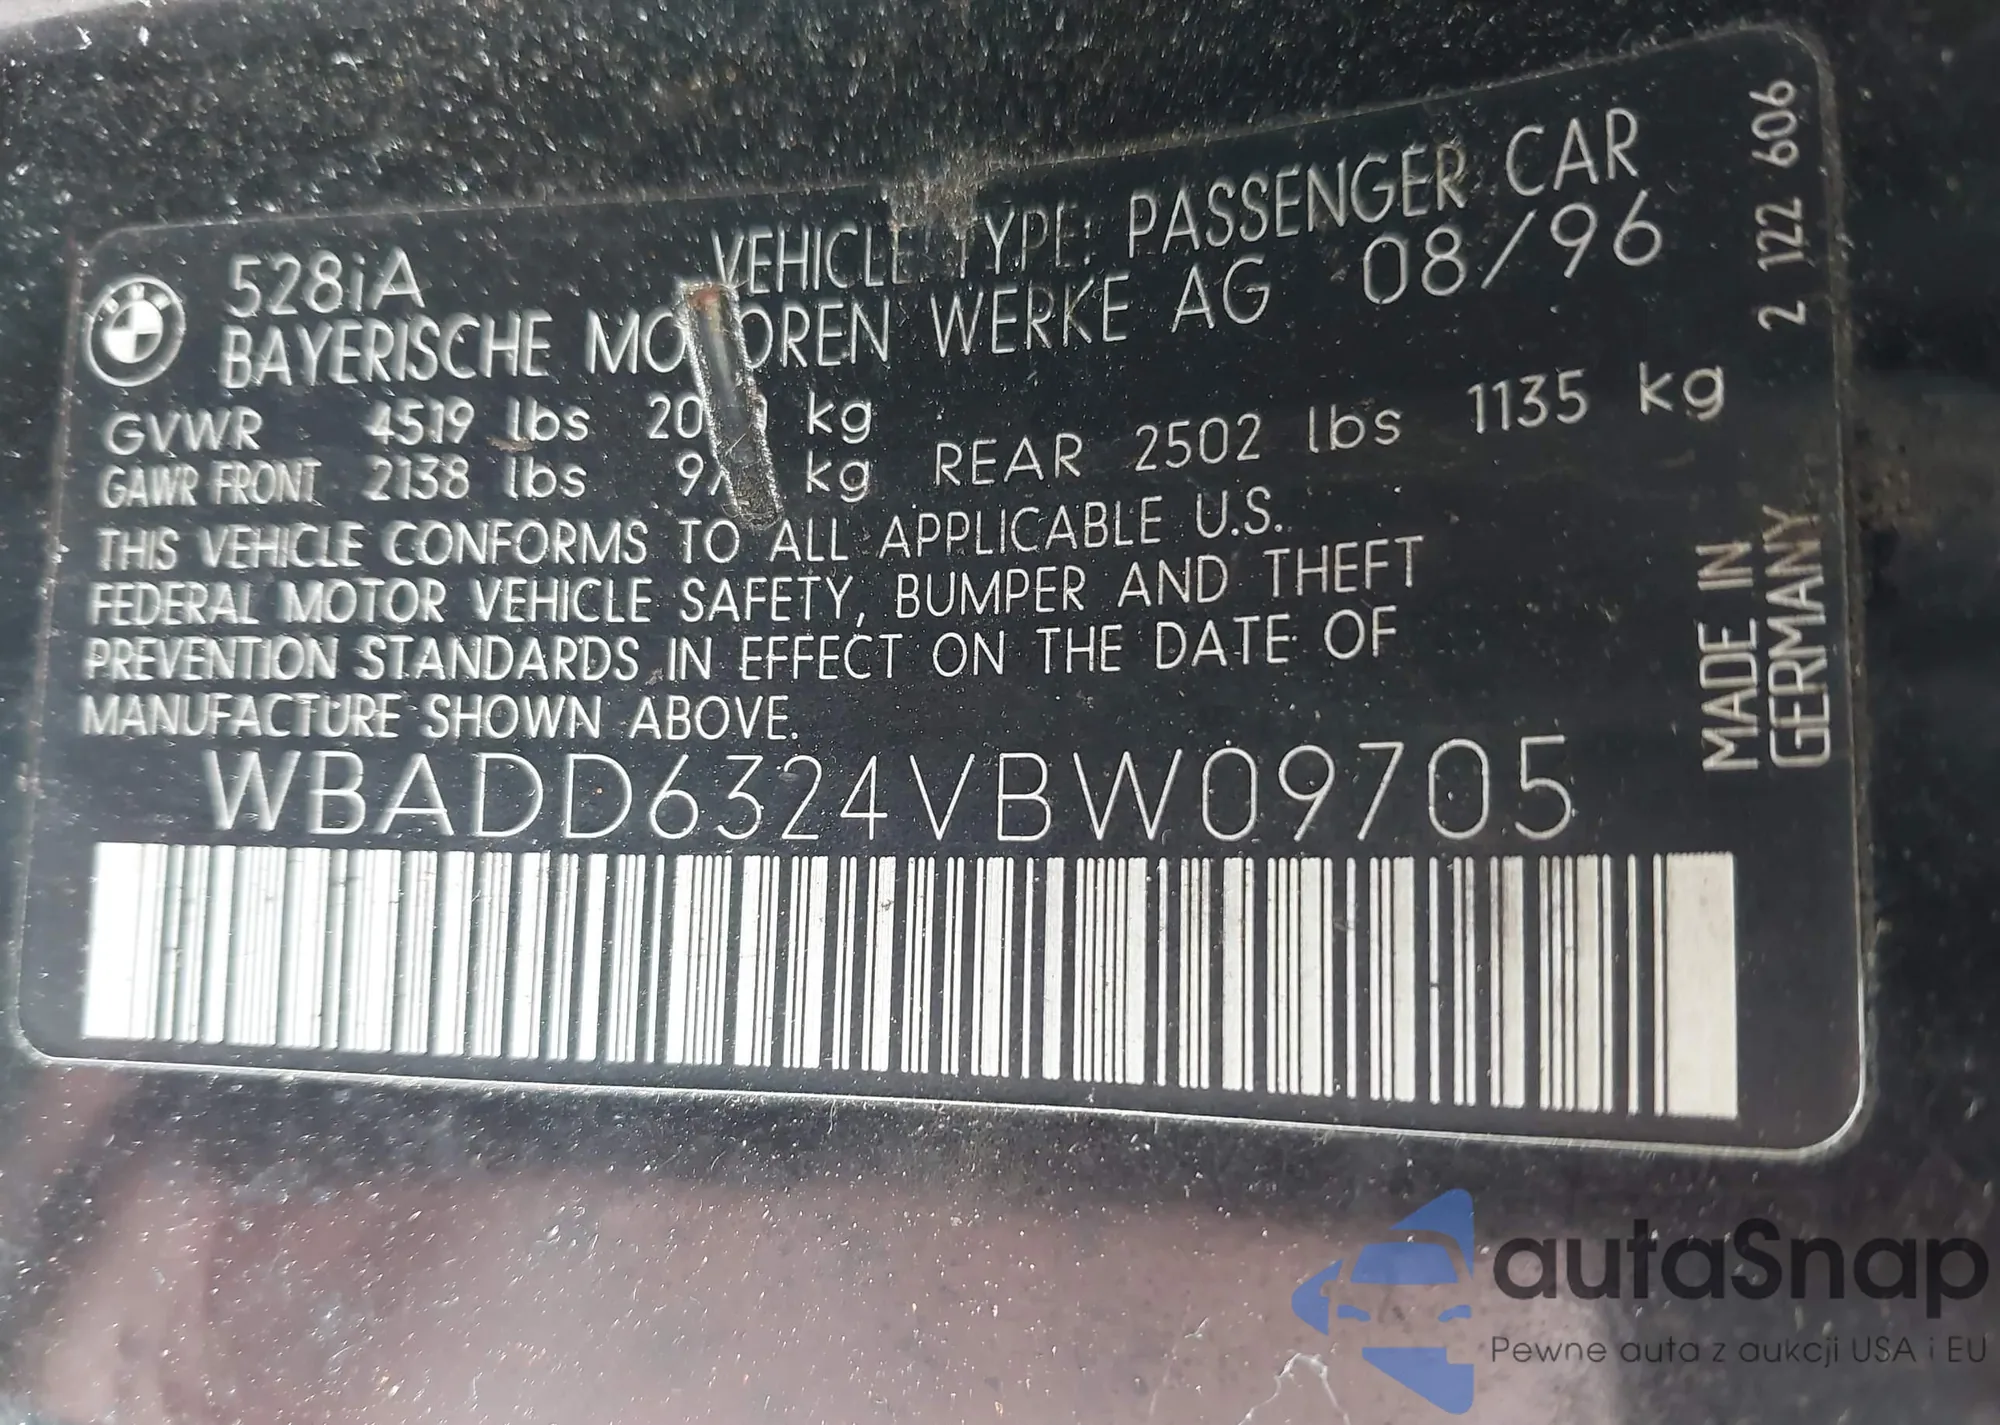 528iA VEHICLE TYPE: PASSENGER CAR
BAYERISCHE MOTOREN WERKE AG 08/96
GVWR 4519 lbs kg
GAWR FRONT 2138 lbs kg REAR 2502 lbs 1135 kg
THIS VEHICLE CONFORMS TO ALL APPLICABLE U.S.
FEDERAL MOTOR VEHICLE SAFETY, BUMPER AND THEFT
PREVENTION STANDARDS IN EFFECT ON THE DATE OF
MANUFACTURE SHOWN ABOVE.
WBADD6324VBW09705
2 122 606
MADE IN
GERMANY
autaSnap
Pewne auta z aukcji USA i EU